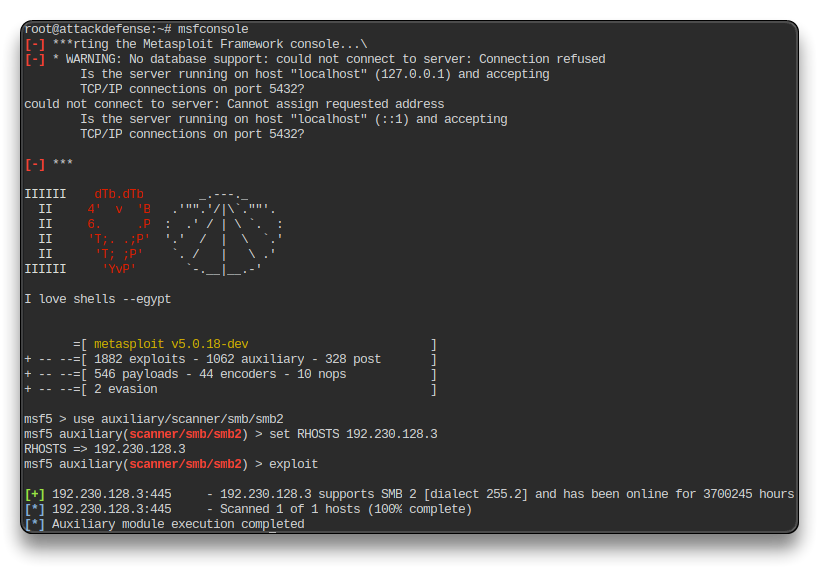 root@attackdefense:~# msfconsole
[-] ***rting the Metasploit Framework console...\
[-] * WARNING: No database support: could not connect to server: Connection refused
        Is the server running on host "localhost" (127.0.0.1) and accepting
        TCP/IP connections on port 5432?
could not connect to server: Cannot assign requested address
        Is the server running on host "localhost" (::1) and accepting
        TCP/IP connections on port 5432?

[-] ***

IIIIII    dTb.dTb        _.---._
  II     4'  v  'B   .'"".'/|\`.""'.
  II     6.     .P  :  .' / | \ `.  :
  II     'T;. .;P'  '.'  /  |  \  `.'
  II      'T; ;P'    `. /   |   \ .'
IIIIII     'YvP'       `-.__|__.-'

I love shells --egypt


       =[ metasploit v5.0.18-dev                          ]
+ -- --=[ 1882 exploits - 1062 auxiliary - 328 post       ]
+ -- --=[ 546 payloads - 44 encoders - 10 nops            ]
+ -- --=[ 2 evasion                                       ]

msf5 > use auxiliary/scanner/smb/smb2
msf5 auxiliary(scanner/smb/smb2) > set RHOSTS 192.230.128.3
RHOSTS => 192.230.128.3
msf5 auxiliary(scanner/smb/smb2) > exploit

[+] 192.230.128.3:445     - 192.230.128.3 supports SMB 2 [dialect 255.2] and has been online for 3700245 hours
[*] 192.230.128.3:445     - Scanned 1 of 1 hosts (100% complete)
[*] Auxiliary module execution completed